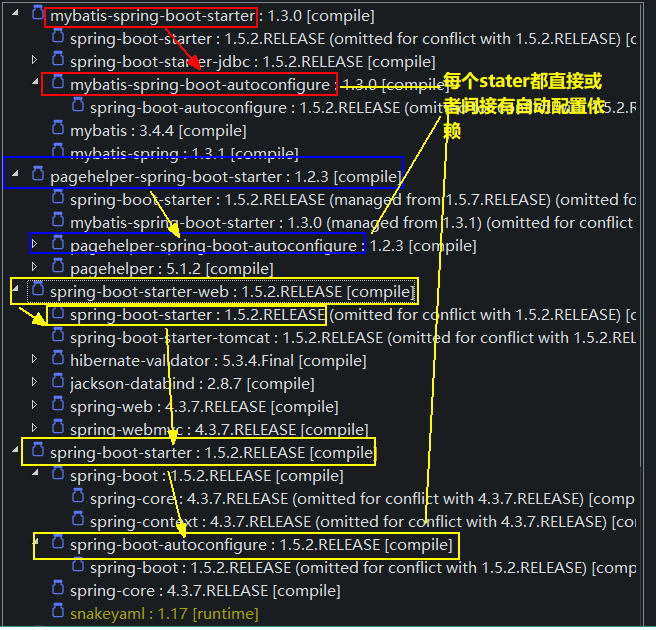 mybatis-spring-boot-starter : 1.3.0 [compile]
spring-boot-starter : 1.5.2.RELEASE (omitted for conflict with 1.5.2.RELEASE) [c
spring-boot-starter-jdbc : 1.5.2.RELEASE [compile]
mybatis-spring-boot-autoconfigure : 1.3.0 [compile]
spring-boot-autoconfigure : 1.5.2.RELEASE (omitted for conflict with 1.5.2.R
mybatis : 3.4.4 [compile]
mybatis-spring : 1.3.1 [compile]
每个stater都直接或
者间接有自动配置依
赖
pagehelper-spring-boot-starter : 1.2.3 [compile]
spring-boot-starter : 1.5.2.RELEASE (managed from 1.5.7.RELEASE) (omitted fo
mybatis-spring-boot-starter : 1.3.0 (managed from 1.3.1) (omitted for conflict
pagehelper-spring-boot-autoconfigure : 1.2.3 [compile]
pagehelper : 5.1.2 [compile]
spring-boot-starter-web : 1.5.2.RELEASE [compile]
spring-boot-starter : 1.5.2.RELEASE (omitted for conflict with 1.5.2.RELEASE) [c
spring-boot-starter-tomcat : 1.5.2.RELEASE (omitted for conflict with 1.5.2.REL
hibernate-validator : 5.3.4.Final [compile]
jackson-databind : 2.8.7 [compile]
spring-web : 4.3.7.RELEASE [compile]
spring-webmvc : 4.3.7.RELEASE [compile]
spring-boot-starter : 1.5.2.RELEASE [compile]
spring-boot : 1.5.2.RELEASE [compile]
spring-core : 4.3.7.RELEASE (omitted for conflict with 4.3.7.RELEASE) [comp
spring-context : 4.3.7.RELEASE (omitted for conflict with 4.3.7.RELEASE) [co
spring-boot-autoconfigure : 1.5.2.RELEASE [compile]
spring-boot : 1.5.2.RELEASE (omitted for conflict with 1.5.2.RELEASE) [comp
spring-core : 4.3.7.RELEASE [compile]
snakeyaml : 1.17 [runtime]